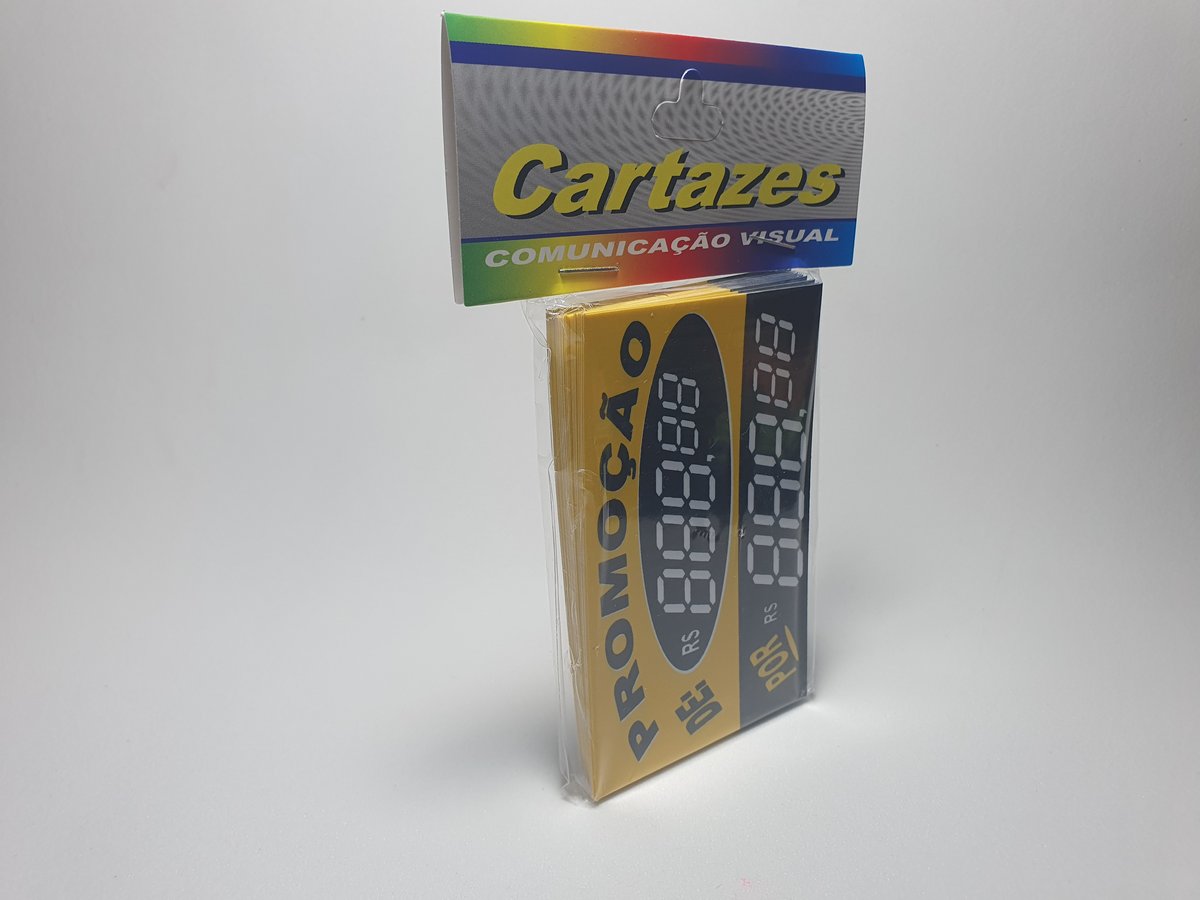 Cartazes
COMUNICAÇÃO VISUAL
PROMOÇÃO
DE: R$ 888,88
POR R$ 888,88